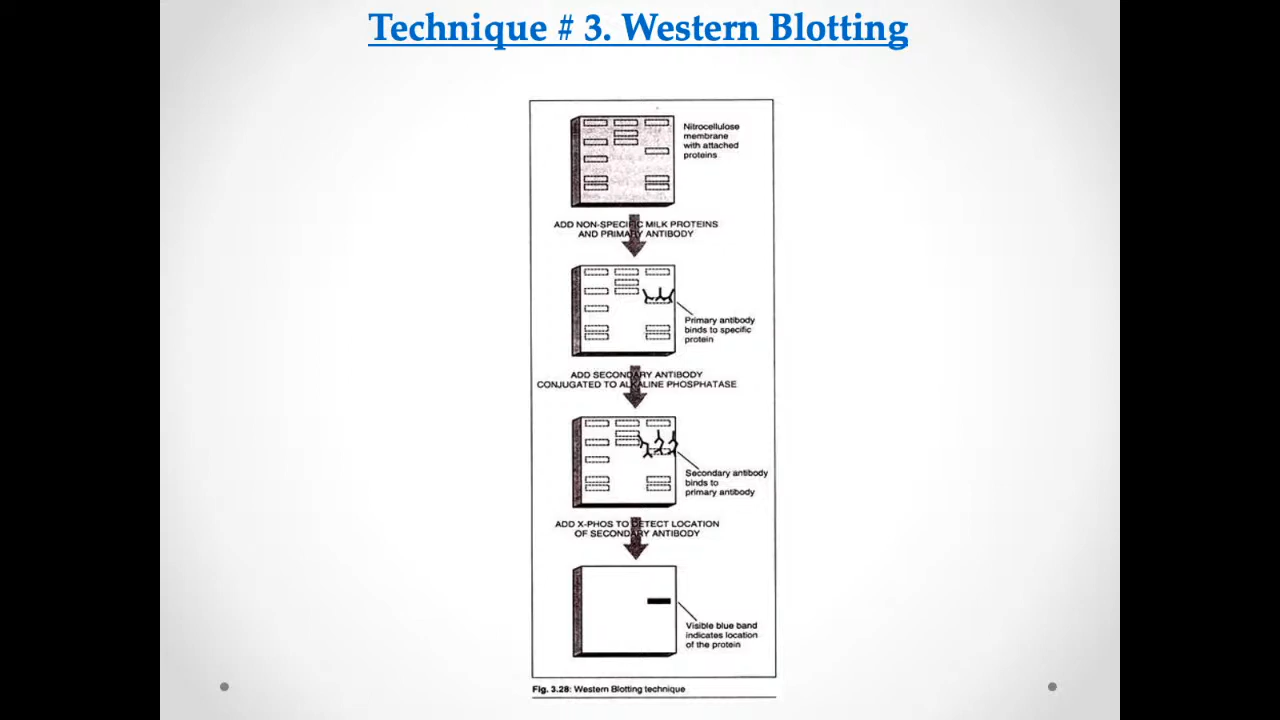 Technique # 3. Western Blotting
Nitrocellulose
membrane
with attached
proteins
ADD NON-SPECIFIC MILK PROTEINS
AND PRIMARY ANTIBODY
Primary antibody
binds to specific
protein
ADD SECONDARY ANTIBODY
CONJUGATED TO ALKALINE PHOSPHATASE
Secondary antibody
binds to
primary antibody
ADD X-PHOS TO DETECT LOCATION
OF SECONDARY ANTIBODY
Visible blue band
indicates location
of the protein
Fig. 3.28: Western Blotting technique